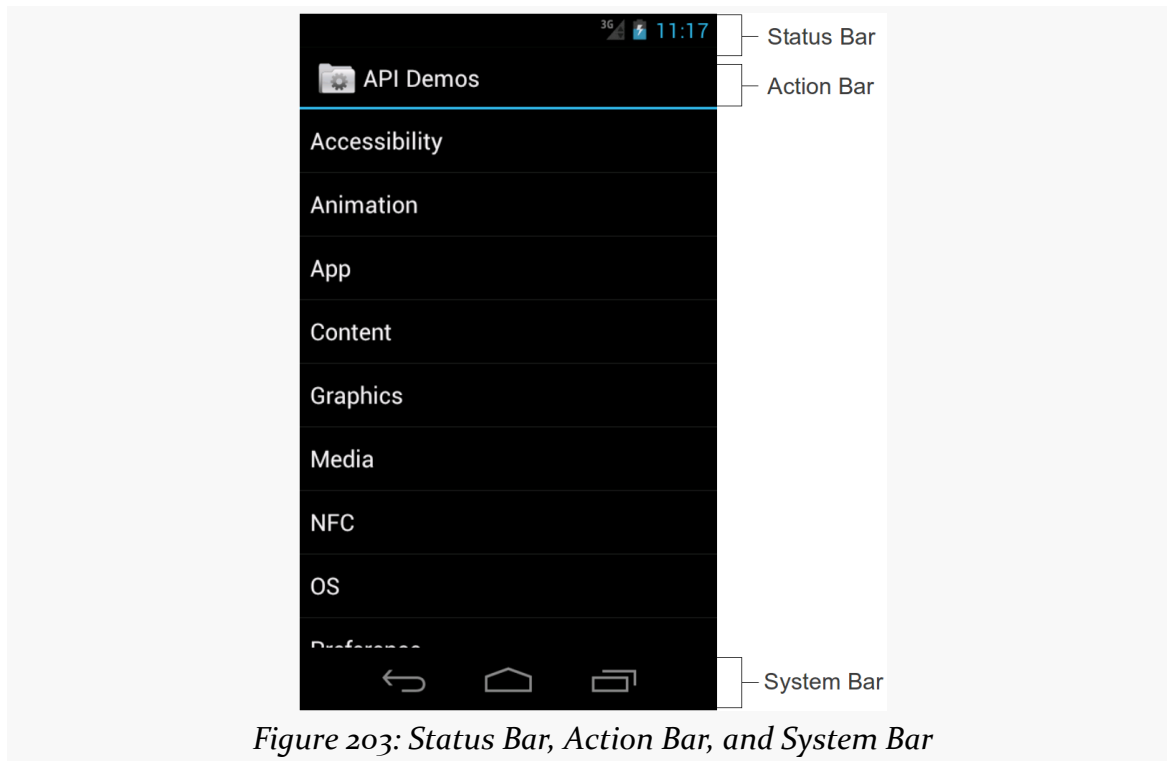 3G 11:17
Status Bar
API Demos
Action Bar
Accessibility
Animation
App
Content
Graphics
Media
NFC
OS
Preference
System Bar
Figure 203: Status Bar, Action Bar, and System Bar